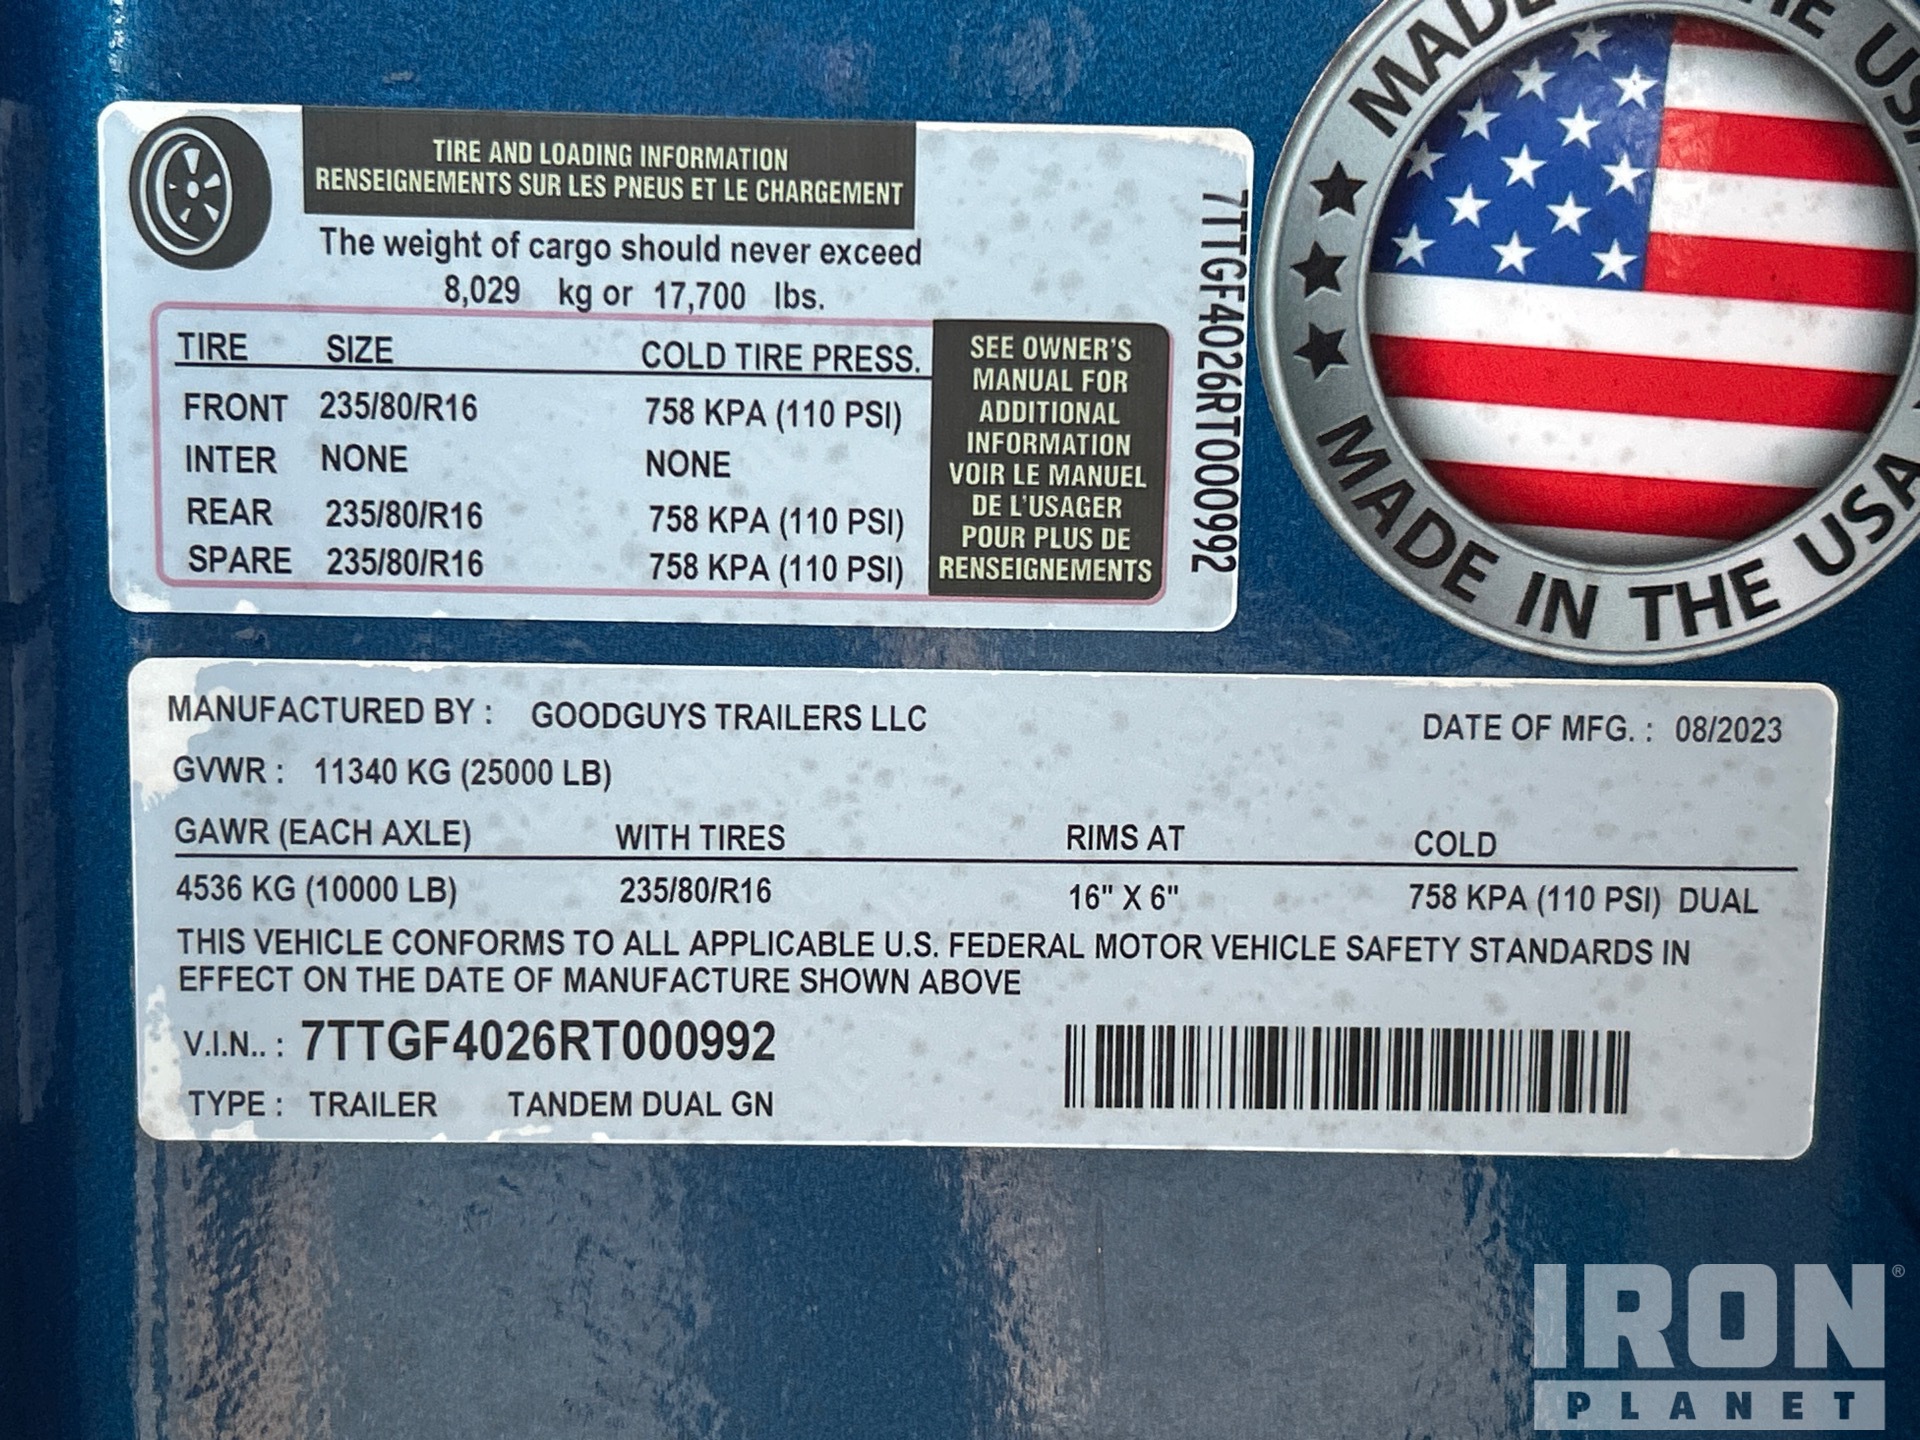 TIRE AND LOADING INFORMATION
RENSEIGNEMENTS SUR LES PNEUS ET LE CHARGEMENT
The weight of cargo should never exceed
8,029 kg or 17,700 lbs.
TIRE SIZE COLD TIRE PRESS.
FRONT 235/80/R16 758 KPA (110 PSI)
INTER NONE NONE
REAR 235/80/R16 758 KPA (110 PSI)
SPARE 235/80/R16 758 KPA (110 PSI)
SEE OWNER'S
MANUAL FOR
ADDITIONAL
INFORMATION
VOIR LE MANUEL
DE L'USAGER
POUR PLUS DE
RENSEIGNEMENTS
7TTGF4026RT000992
MADE IN THE USA
MADE IN THE USA
MANUFACTURED BY : GOODGUYS TRAILERS LLC DATE OF MFG. : 08/2023
GVWR : 11340 KG (25000 LB)
GAWR (EACH AXLE) WITH TIRES RIMS AT COLD
4536 KG (10000 LB) 235/80/R16 16" X 6" 758 KPA (110 PSI) DUAL
THIS VEHICLE CONFORMS TO ALL APPLICABLE U.S. FEDERAL MOTOR VEHICLE SAFETY STANDARDS IN
EFFECT ON THE DATE OF MANUFACTURE SHOWN ABOVE
V.I.N.. : 7TTGF4026RT000992
TYPE : TRAILER TANDEM DUAL GN
IRON ®
PLANET